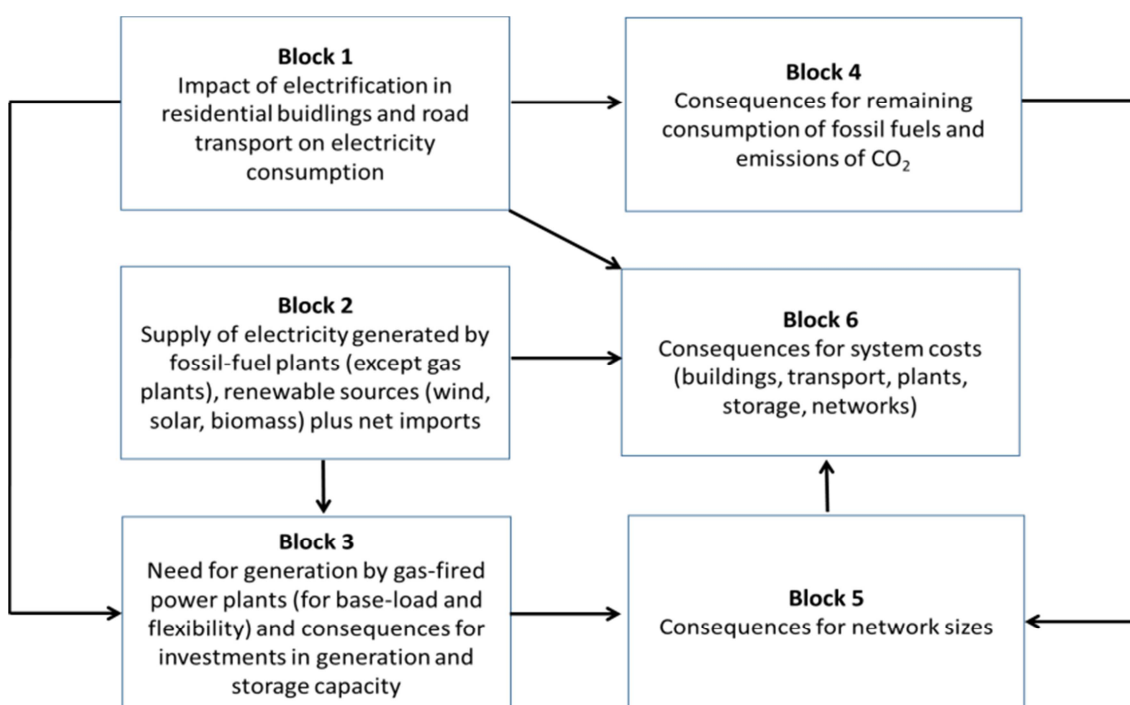 Block 1
Impact of electrification in
residential buidlings and road
transport on electricity
consumption
Block 4
Consequences for remaining
consumption of fossil fuels and
emissions of CO₂
Block 2
Supply of electricity generated by
fossil-fuel plants (except gas
plants), renewable sources (wind,
solar, biomass) plus net imports
Block 6
Consequences for system costs
(buildings, transport, plants,
storage, networks)
Block 3
Need for generation by gas-fired
power plants (for base-load and
flexibility) and consequences for
investments in generation and
storage capacity
Block 5
Consequences for network sizes